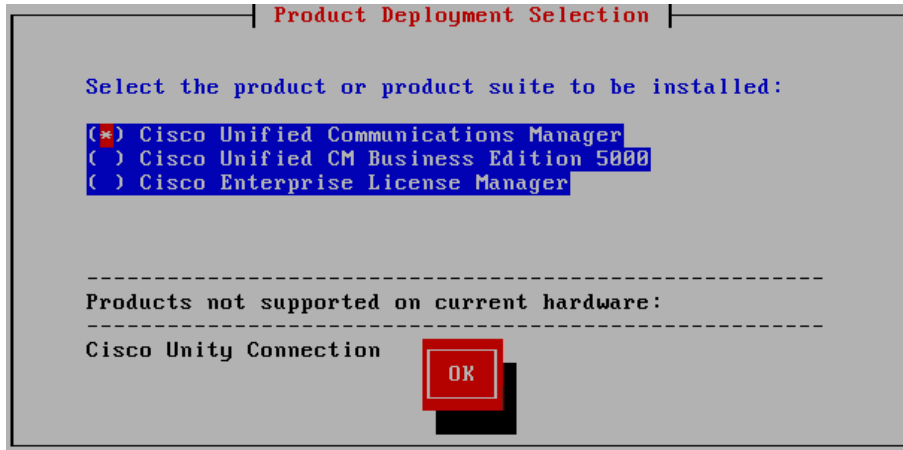 Product Deployment Selection
Select the product or product suite to be installed:
(*) Cisco Unified Communications Manager
( ) Cisco Unified CM Business Edition 5000
( ) Cisco Enterprise License Manager
--------------------------------------------------------
Products not supported on current hardware:
--------------------------------------------------------
Cisco Unity Connection
OK